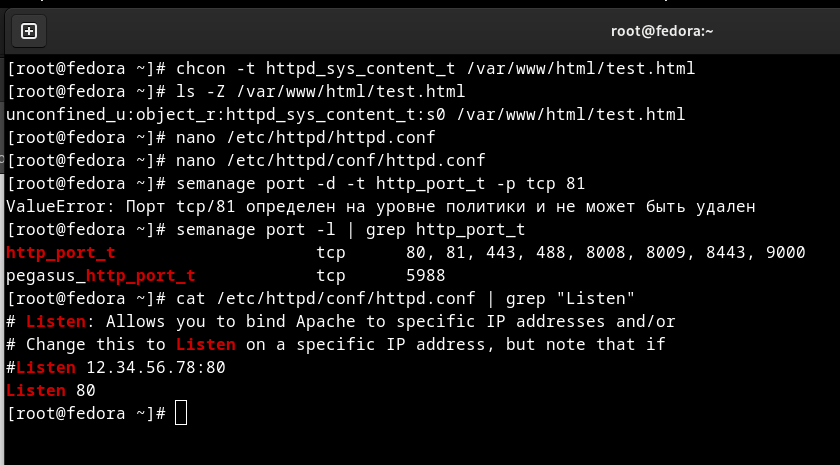 root@fedora:~
[root@fedora ~]# chcon -t httpd_sys_content_t /var/www/html/test.html
[root@fedora ~]# ls -Z /var/www/html/test.html
unconfined_u:object_r:httpd_sys_content_t:s0 /var/www/html/test.html
[root@fedora ~]# nano /etc/httpd/httpd.conf
[root@fedora ~]# nano /etc/httpd/conf/httpd.conf
[root@fedora ~]# semanage port -d -t http_port_t -p tcp 81
ValueError: Порт tcp/81 определен на уровне политики и не может быть удален
[root@fedora ~]# semanage port -l | grep http_port_t
http_port_t                    tcp      80, 81, 443, 488, 8008, 8009, 8443, 9000
pegasus_http_port_t            tcp      5988
[root@fedora ~]# cat /etc/httpd/conf/httpd.conf | grep "Listen"
# Listen: Allows you to bind Apache to specific IP addresses and/or
# Change this to Listen on a specific IP address, but note that if
#Listen 12.34.56.78:80
Listen 80
[root@fedora ~]#